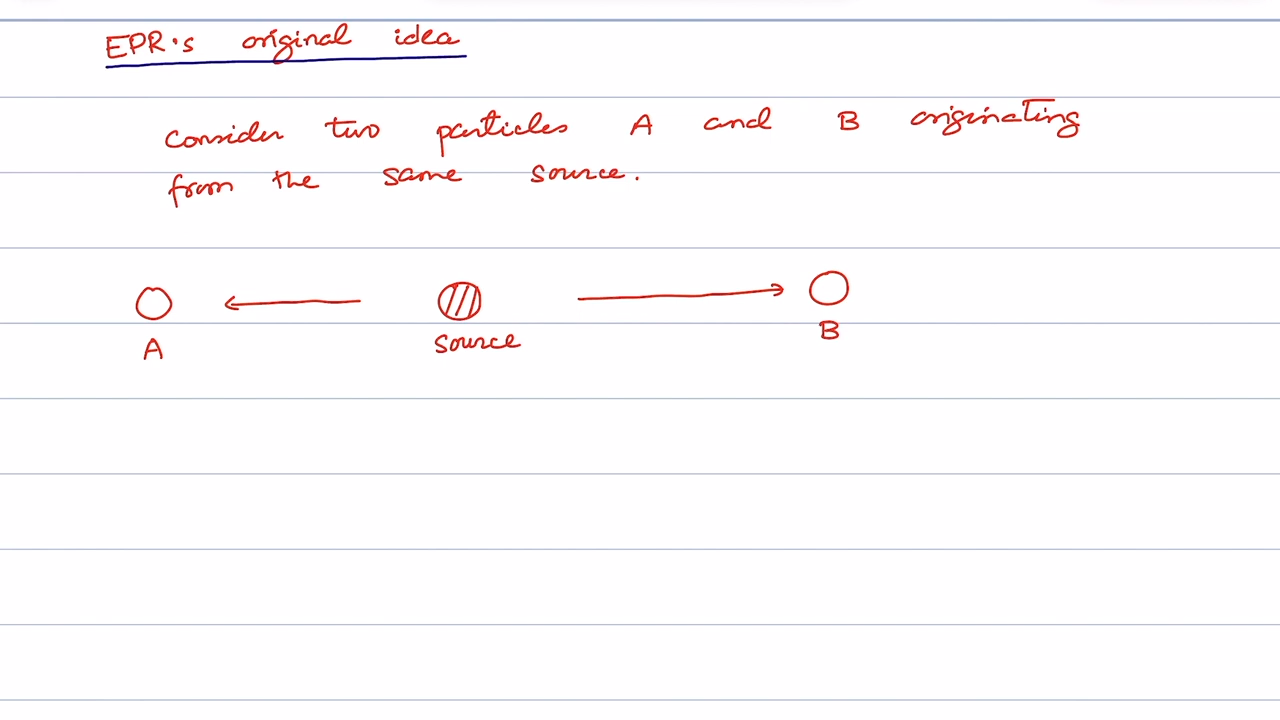 EPR's original idea
Consider two particles A and B originating
from the same source.
A
source
B